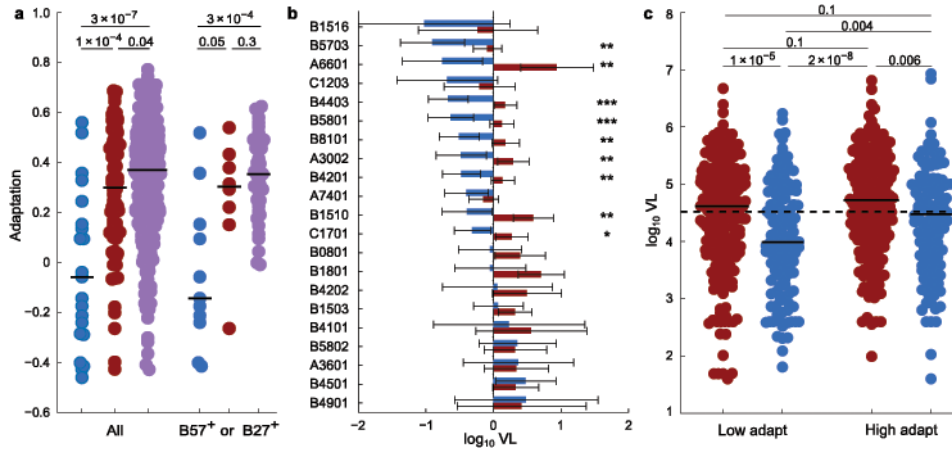 a
3 × 10⁻⁷
3 × 10⁻⁴
1 × 10⁻⁴
0.04
0.05
0.3
1.0
0.8
0.6
0.4
0.2
0
−0.2
−0.4
−0.6
Adaptation
All
B57⁺ or B27⁺
b
B1516
B5703
**
A6601
**
C1203
B4403
***
B5801
***
B8101
**
A3002
**
B4201
**
A7401
B1510
**
C1701
*
B0801
B1801
B4202
B1503
B4101
B5802
A3601
B4501
B4901
−2
−1
0
1
2
log₁₀ VL
c
0.1
0.004
0.1
1 × 10⁻⁵
2 × 10⁻⁸
0.006
7
6
5
4
3
2
1
log₁₀ VL
Low adapt
High adapt